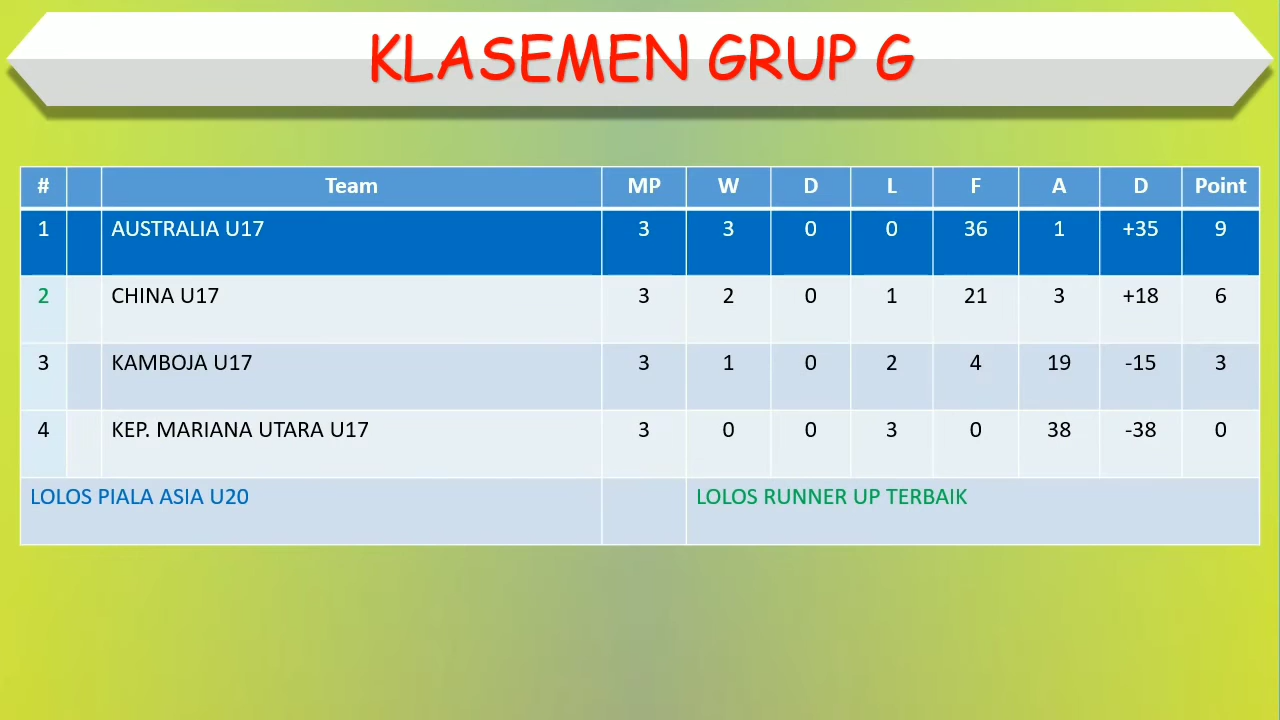 KLASEMEN GRUP G
# Team MP W D L F A D Point
1 AUSTRALIA U17 3 3 0 0 36 1 +35 9
2 CHINA U17 3 2 0 1 21 3 +18 6
3 KAMBOJA U17 3 1 0 2 4 19 -15 3
4 KEP. MARIANA UTARA U17 3 0 0 3 0 38 -38 0
LOLOS PIALA ASIA U20 LOLOS RUNNER UP TERBAIK